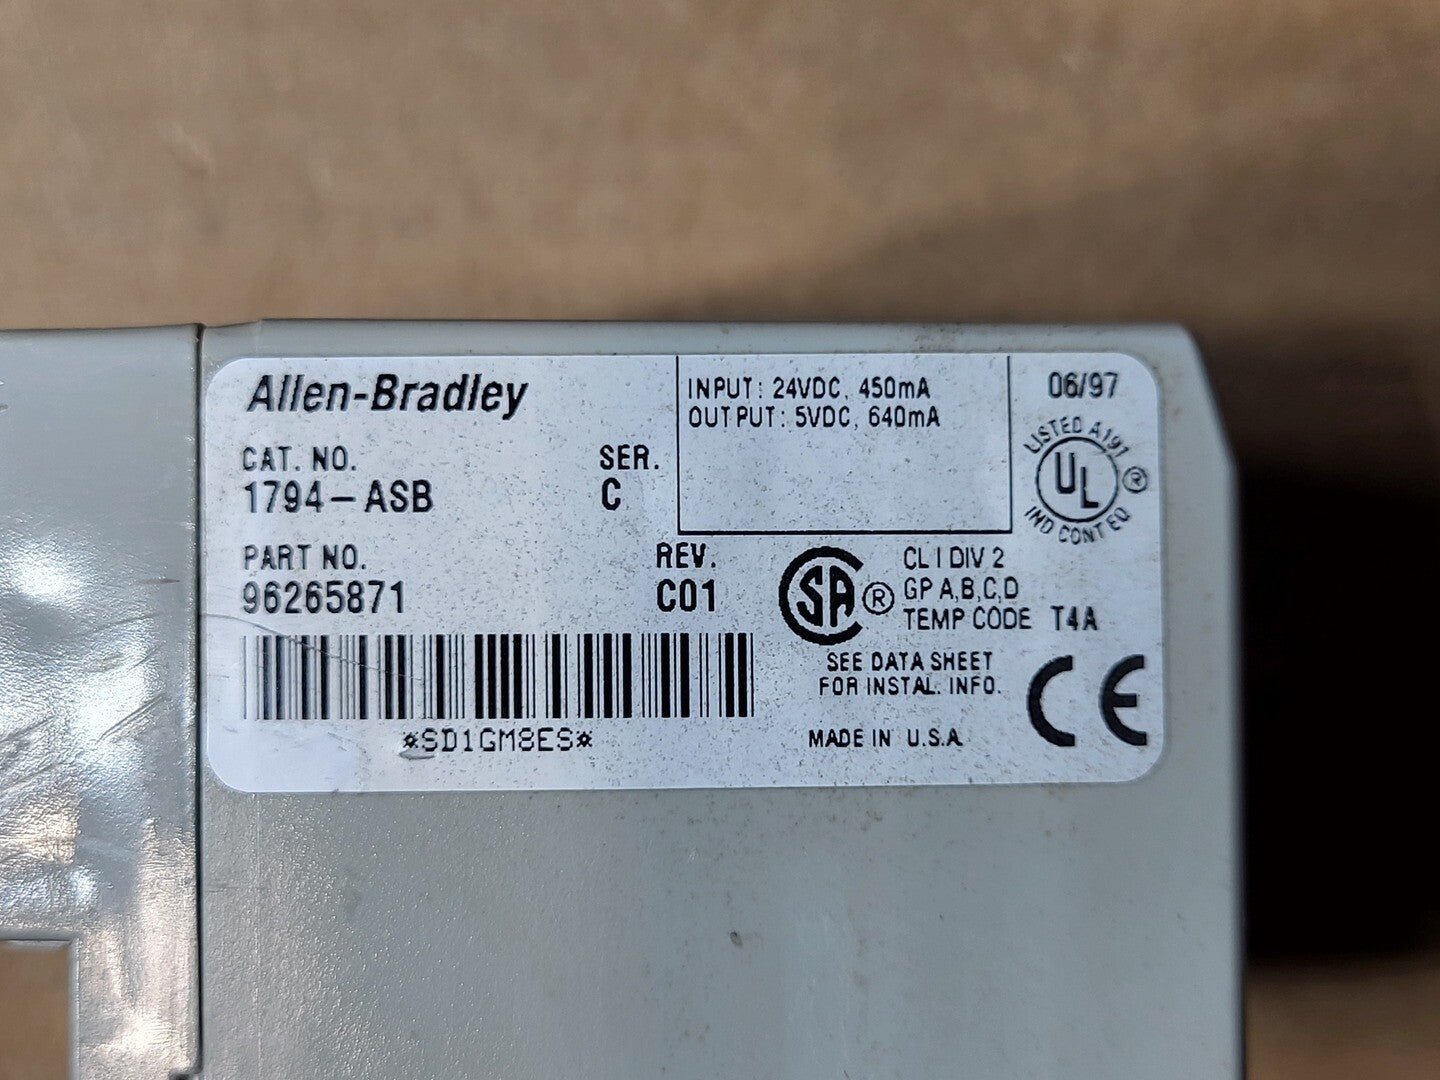 Allen-Bradley
CAT. NO.
1794-ASB
SER.
C
PART NO.
96265871
REV.
C01
*SD1GM8ES*
INPUT: 24VDC, 450mA
OUTPUT: 5VDC, 640mA
06/97
LISTED A191
UL ®
IND CONT EQ
SA ®
CL I DIV 2
GP A,B,C,D
TEMP CODE T4A
SEE DATA SHEET
FOR INSTAL. INFO.
MADE IN U.S.A.
CE